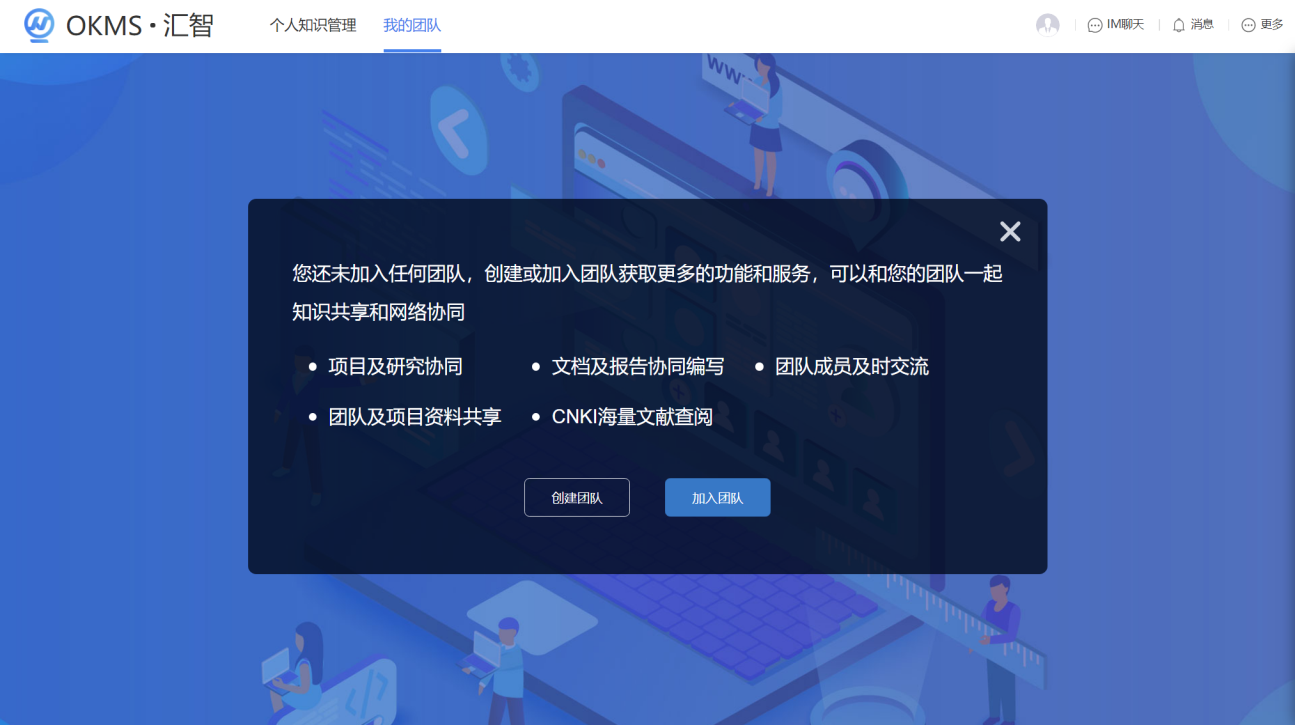 OKMS·汇智
个人知识管理
我的团队
IM聊天
消息
更多
WWW
您还未加入任何团队，创建或加入团队获取更多的功能和服务，可以和您的团队一起
知识共享和网络协同
项目及研究协同
文档及报告协同编写
团队成员及时交流
团队及项目资料共享
CNKI海量文献查阅
创建团队
加入团队